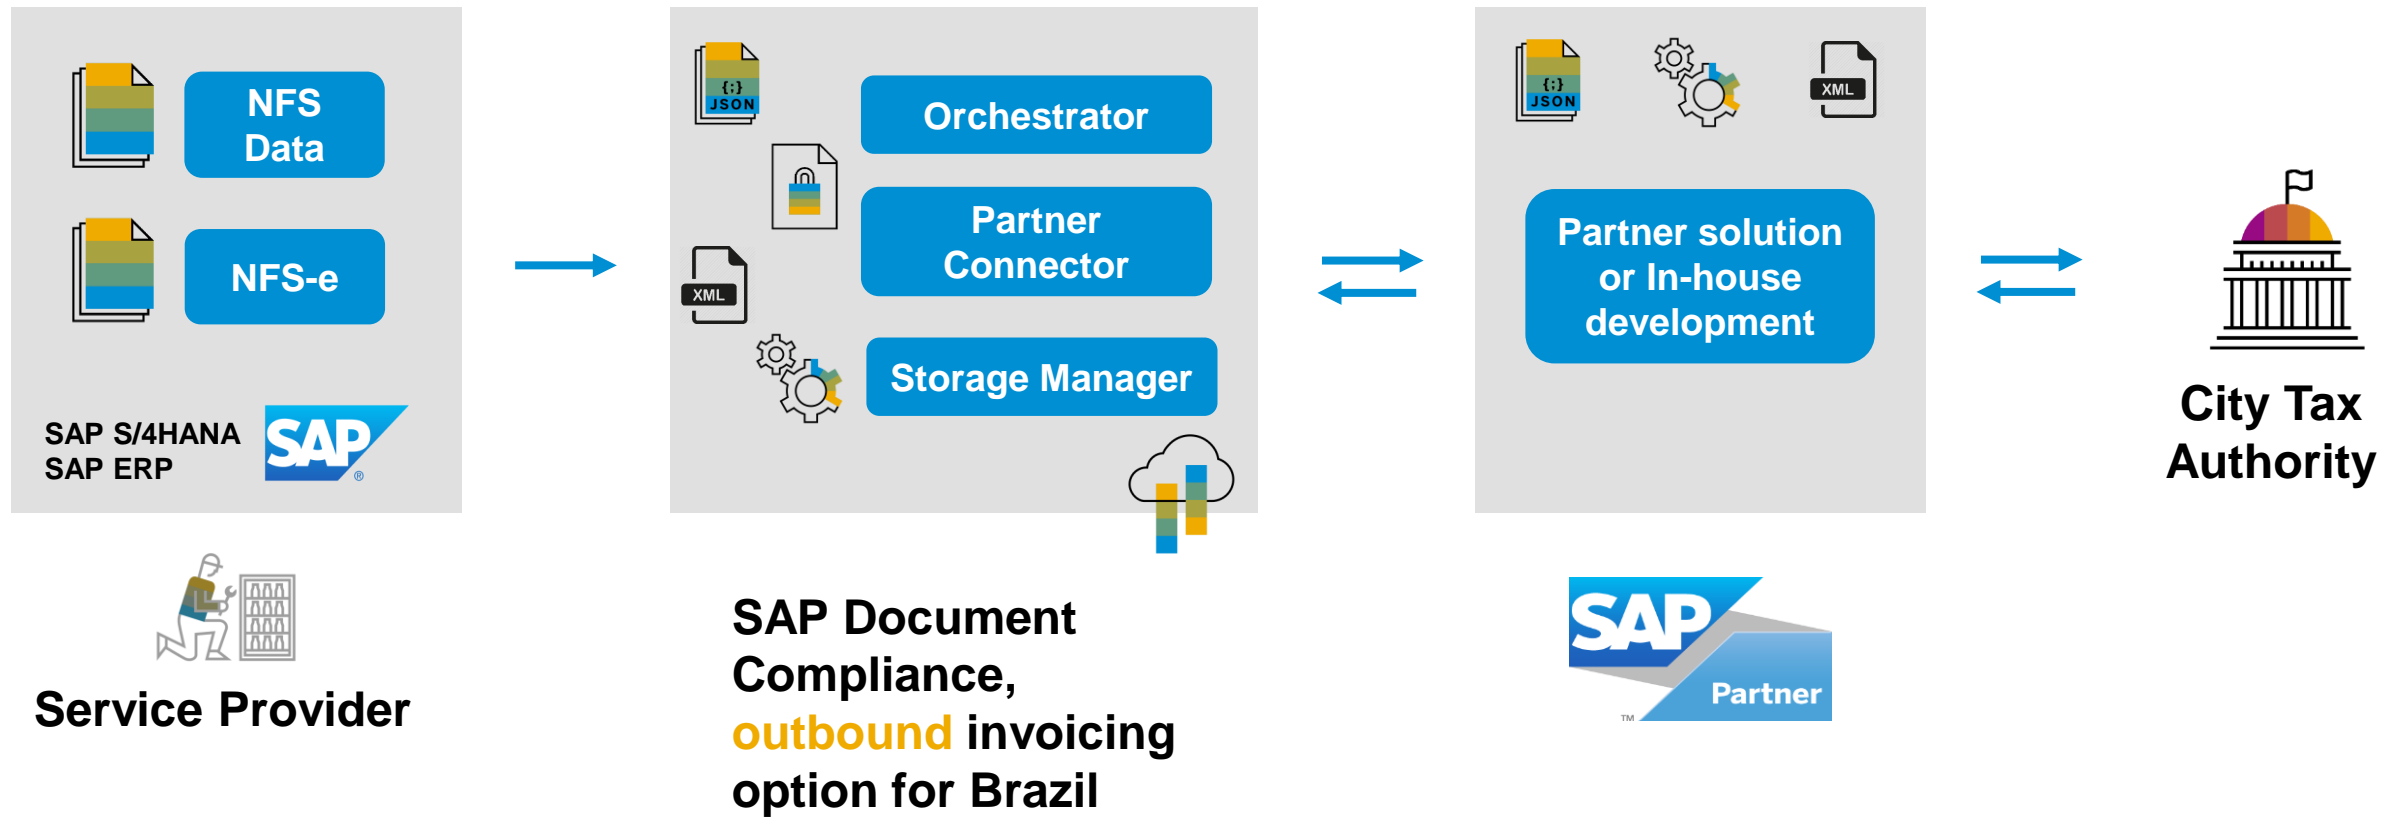 NFS
Data
NFS-e
SAP S/4HANA
SAP ERP
SAP
®
Service Provider
{;}
JSON
XML
Orchestrator
Partner
Connector
Storage Manager
SAP Document
Compliance,
outbound invoicing
option for Brazil
{;}
JSON
XML
Partner solution
or In-house
development
SAP
Partner
TM
City Tax
Authority